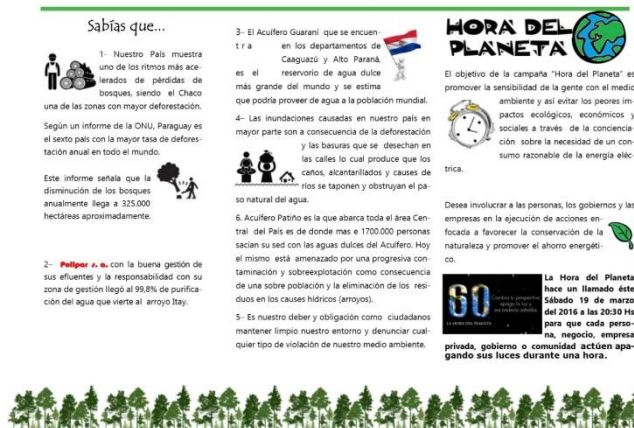 Sabías que...
1- Nuestro País muestra
uno de los ritmos más ace-
lerados de pérdidas de
bosques, siendo el Chaco
una de las zonas con mayor deforestación.
Según un informe de la ONU, Paraguay es
el sexto país con la mayor tasa de defores-
tación anual en todo el mundo.
Este informe señala que la
disminución de los bosques
anualmente llega a 325.000
hectáreas aproximadamente.
2- Pollpar s. a. con la buena gestión de
sus efluentes y la responsabilidad con su
zona de gestión llegó al 99,8% de purifica-
ción del agua que vierte al arroyo Itay.
3- El Acuífero Guaraní que se encuen-
tra en los departamentos de
Caaguazú y Alto Paraná,
es el reservorio de agua dulce
más grande del mundo y se estima
que podría proveer de agua a la población mundial.
4- Las inundaciones causadas en nuestro país en
mayor parte son a consecuencia de la deforestación
y las basuras que se desechan en
las calles lo cual produce que los
caños, alcantarillados y causes de
ríos se taponen y obstruyan el pa-
so natural del agua.
6. Acuífero Patiño es la que abarca toda el área Cen-
tral del País es de donde mas e 1700.000 personas
sacian su sed con las aguas dulces del Acuífero. Hoy
el mismo está amenazado por una progresiva con-
taminación y sobreexplotación como consecuencia
de una sobre población y la eliminación de los resi-
duos en los causes hídricos (arroyos).
5- Es nuestro deber y obligación como ciudadanos
mantener limpio nuestro entorno y denunciar cual-
quier tipo de violación de nuestro medio ambiente.
HORA DEL
PLANETA
El objetivo de la campaña "Hora del Planeta" es
promover la sensibilidad de la gente con el medio
ambiente y así evitar los peores im-
pactos ecológicos, económicos y
sociales a través de la conciencia-
ción sobre la necesidad de un con-
sumo razonable de la energía eléc-
trica.
Desea involucrar a las personas, los gobiernos y las
empresas en la ejecución de acciones en-
focada a favorecer la conservación de la
naturaleza y promover el ahorro energéti-
co.
60
Cambia tu perspectiva
apaga la luz y
LA HORA DEL PLANETA
La Hora del Planeta
hace un llamado éste
Sábado 19 de marzo
del 2016 a las 20:30 Hs
para que cada perso-
na, negocio, empresa
privada, gobierno o comunidad actúen apa-
gando sus luces durante una hora.